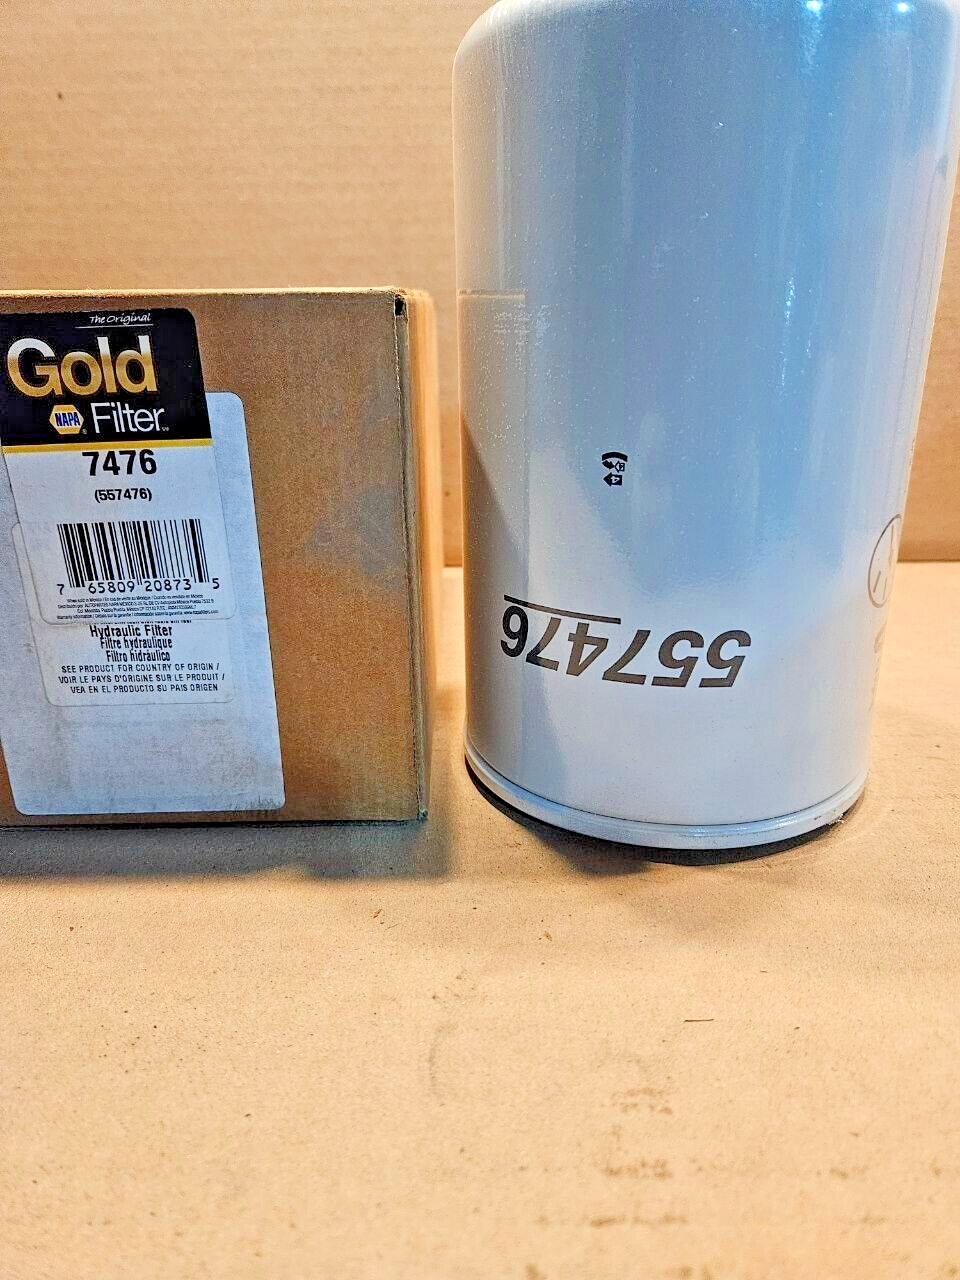 The Original
Gold
NAPA Filter
7476
(557476)
7 65809 20873 5
Hydraulic Filter
Filtre hydraulique
Filtro hidráulico
SEE PRODUCT FOR COUNTRY OF ORIGIN /
VOIR LE PAYS D'ORIGINE SUR LE PRODUIT /
VEA EN EL PRODUCTO SU PAIS ORIGEN
557476